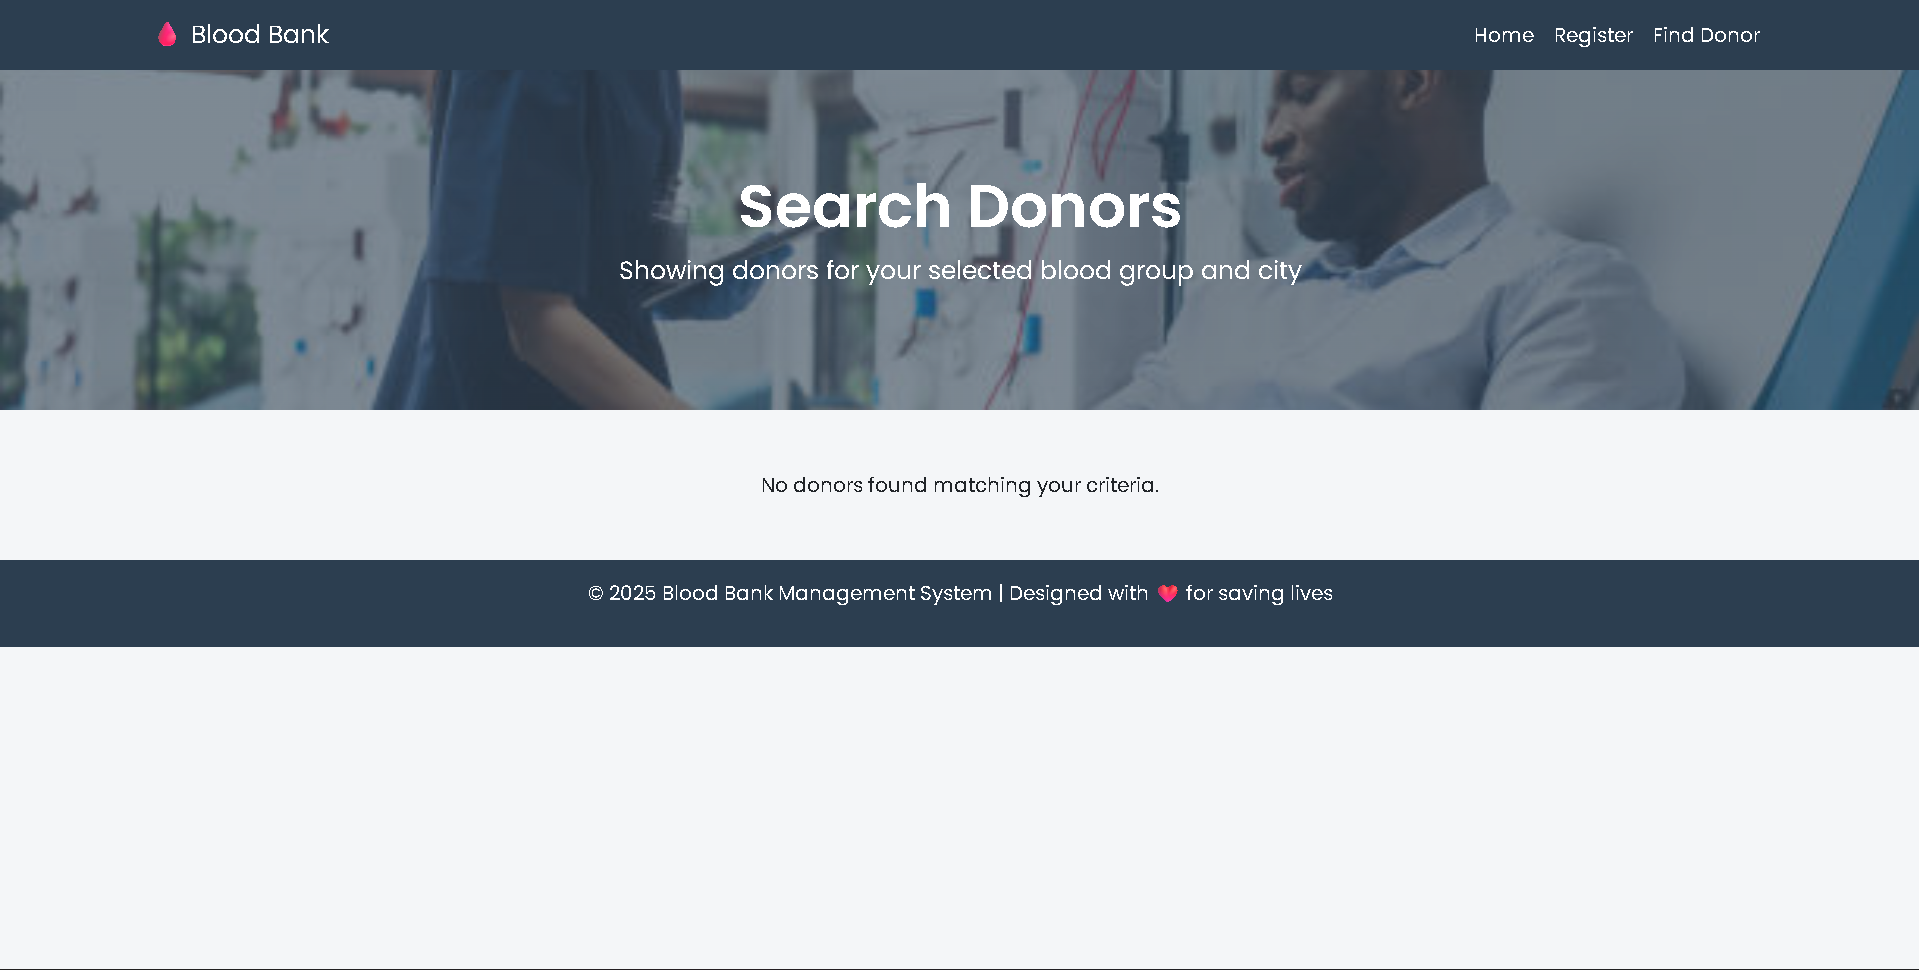 Blood Bank
Home Register Find Donor
Search Donors
Showing donors for your selected blood group and city
No donors found matching your criteria.
© 2025 Blood Bank Management System | Designed with ❤️ for saving lives